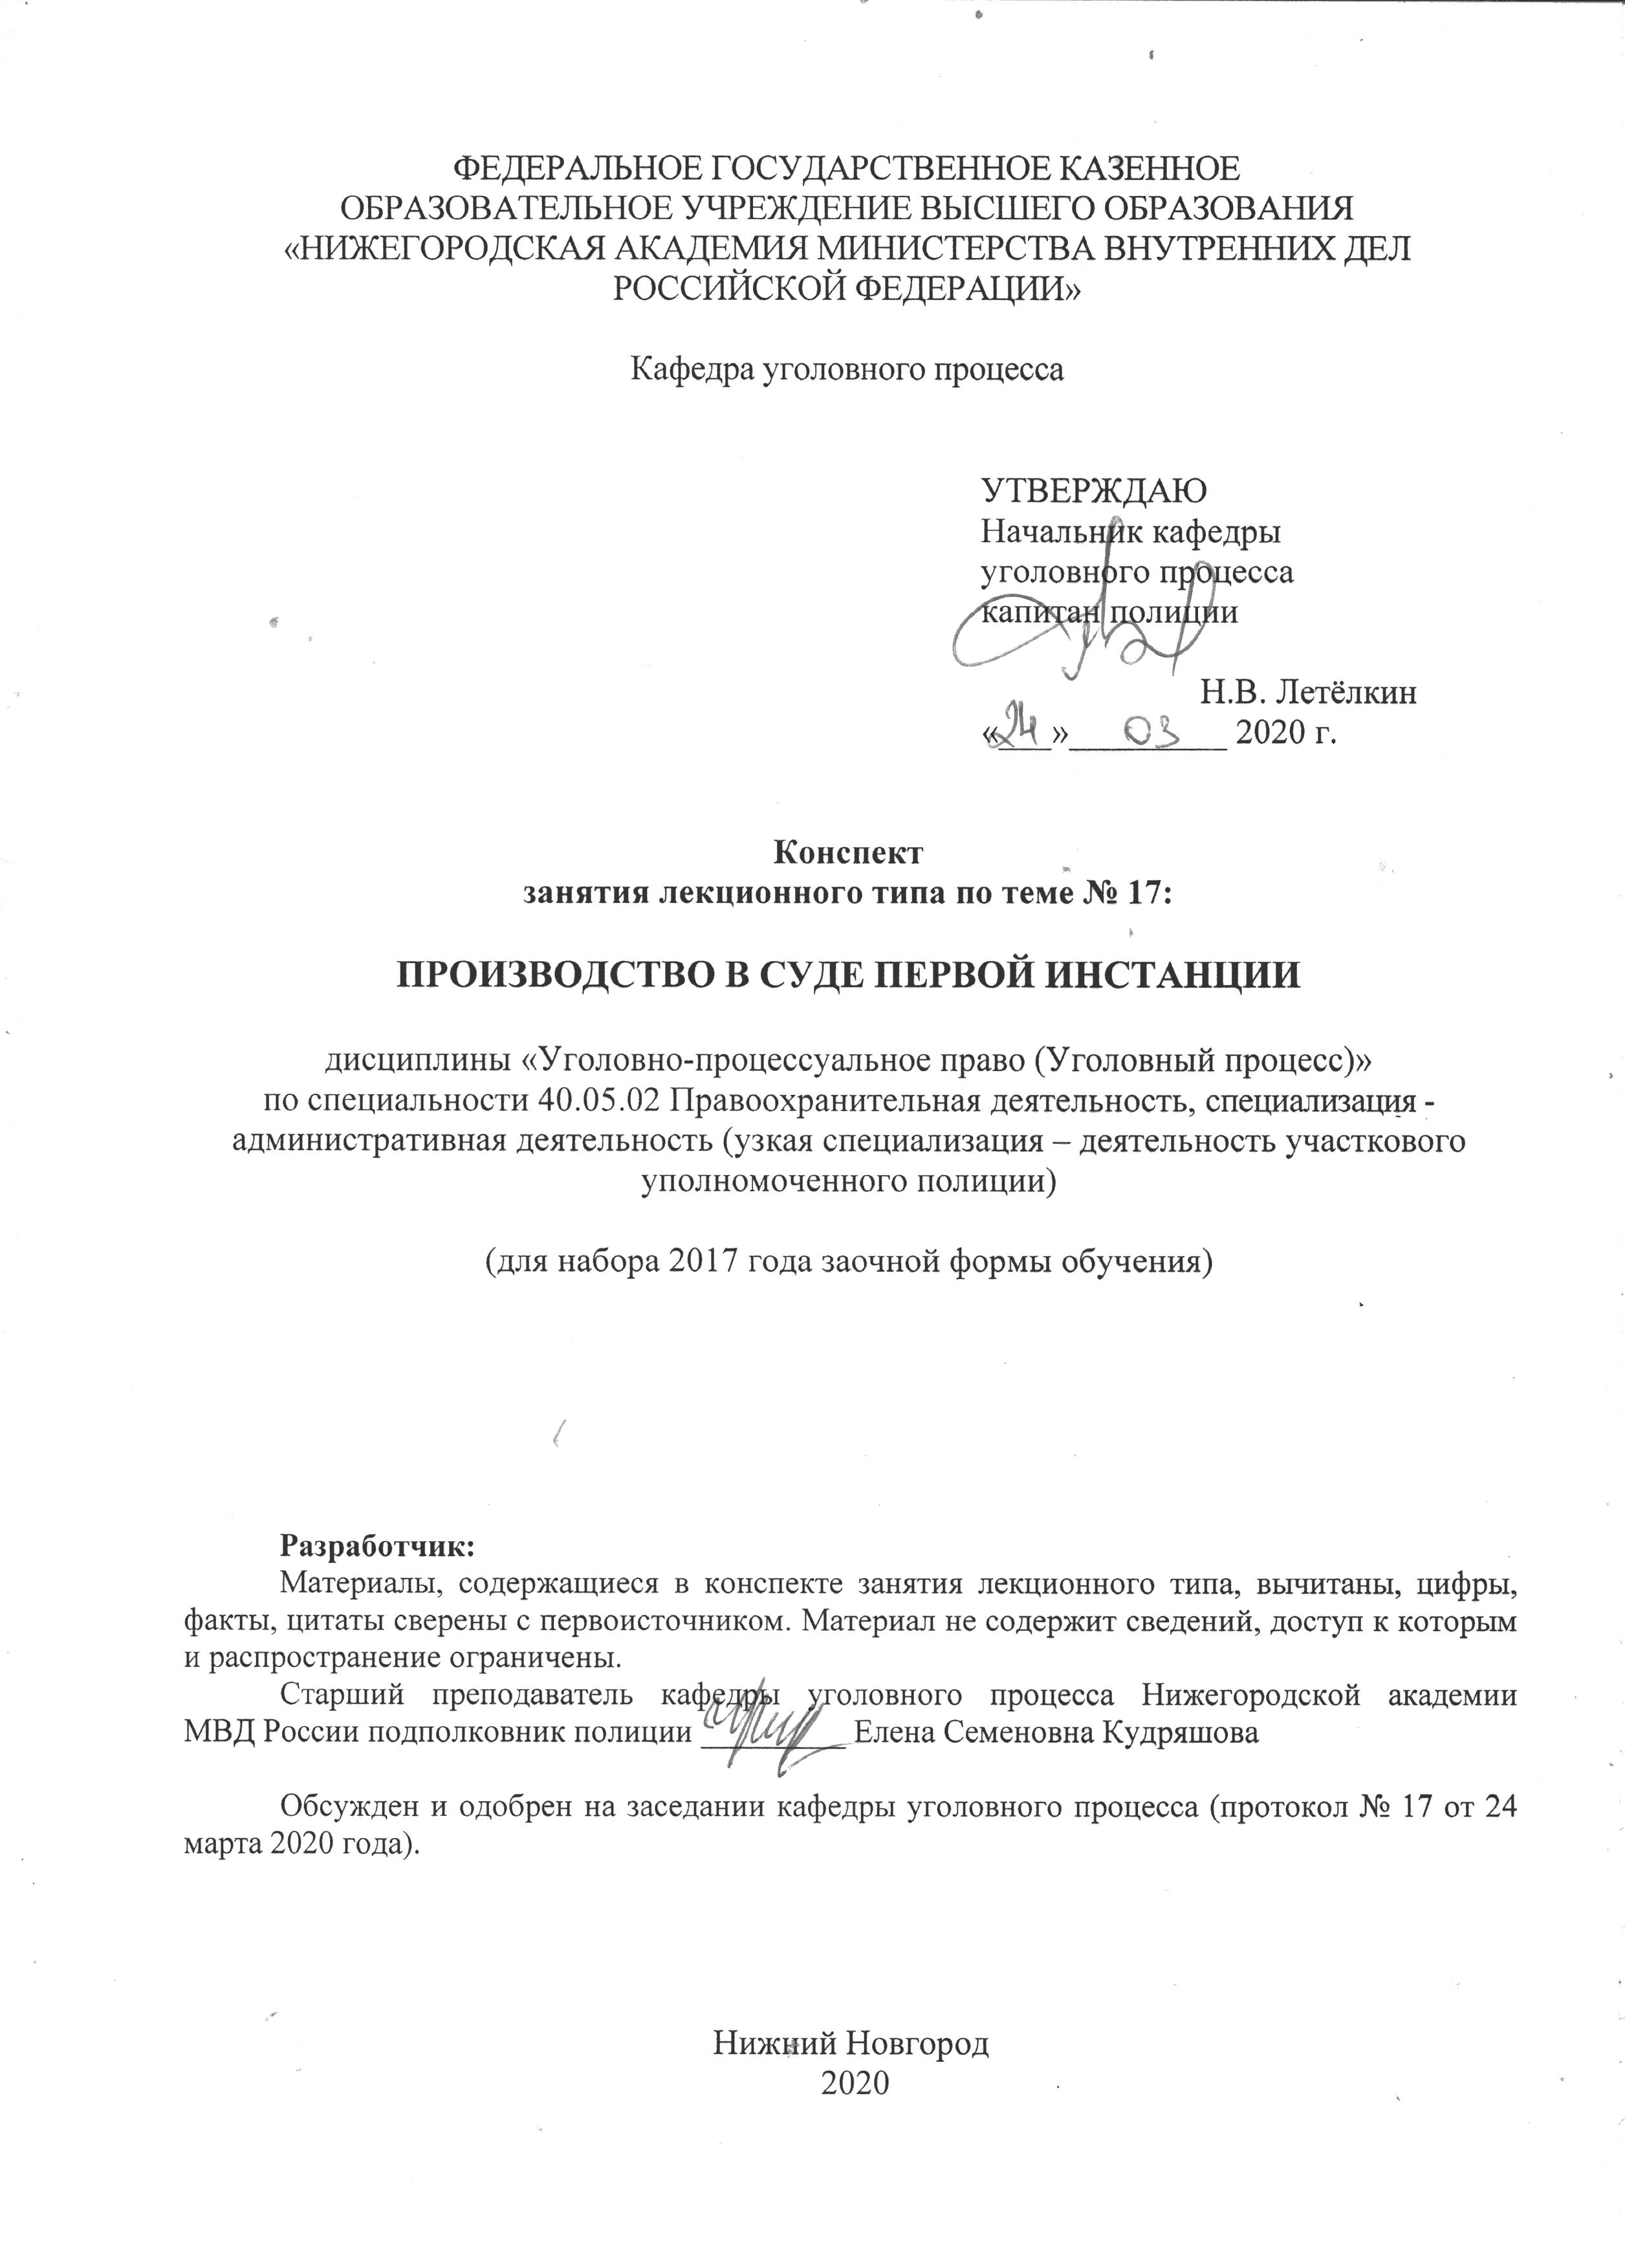 ФЕДЕРАЛЬНОЕ ГОСУДАРСТВЕННОЕ КАЗЕННОЕ
ОБРАЗОВАТЕЛЬНОЕ УЧРЕЖДЕНИЕ ВЫСШЕГО ОБРАЗОВАНИЯ
«НИЖЕГОРОДСКАЯ АКАДЕМИЯ МИНИСТЕРСТВА ВНУТРЕННИХ ДЕЛ
РОССИЙСКОЙ ФЕДЕРАЦИИ»
Кафедра уголовного процесса
УТВЕРЖДАЮ
Начальник кафедры
уголовного процесса
капитан полиции
Н.В. Летёлкин
«24» 03 2020 г.
Конспект
занятия лекционного типа по теме № 17:
ПРОИЗВОДСТВО В СУДЕ ПЕРВОЙ ИНСТАНЦИИ
дисциплины «Уголовно-процессуальное право (Уголовный процесс)»
по специальности 40.05.02 Правоохранительная деятельность, специализация -
административная деятельность (узкая специализация – деятельность участкового
уполномоченного полиции)
(для набора 2017 года заочной формы обучения)
Разработчик:
Материалы, содержащиеся в конспекте занятия лекционного типа, вычитаны, цифры,
факты, цитаты сверены с первоисточником. Материал не содержит сведений, доступ к которым
и распространение ограничены.
Старший преподаватель кафедры уголовного процесса Нижегородской академии
МВД России подполковник полиции __________ Елена Семеновна Кудряшова
Обсужден и одобрен на заседании кафедры уголовного процесса (протокол № 17 от 24
марта 2020 года).
Нижний Новгород
2020